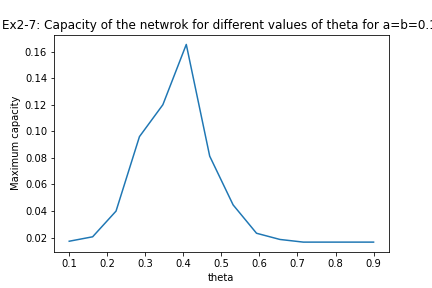 Ex2-7: Capacity of the netwrok for different values of theta for a=b=0.1
0.16
0.14
0.12
0.10
0.08
0.06
0.04
0.02
Maximum capacity
0.1 0.2 0.3 0.4 0.5 0.6 0.7 0.8 0.9
theta